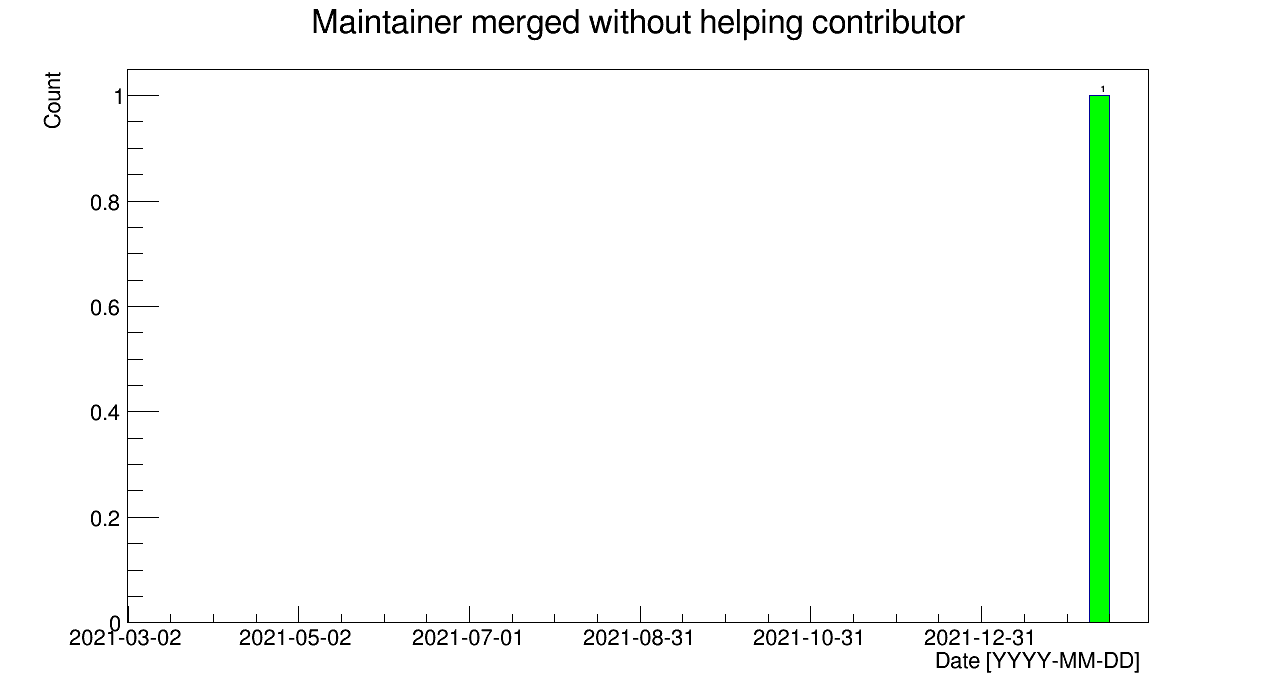 Maintainer merged without helping contributor
Count
1
1
0.8
0.6
0.4
0.2
0
2021-03-02 2021-05-02 2021-07-01 2021-08-31 2021-10-31 2021-12-31
Date [YYYY-MM-DD]